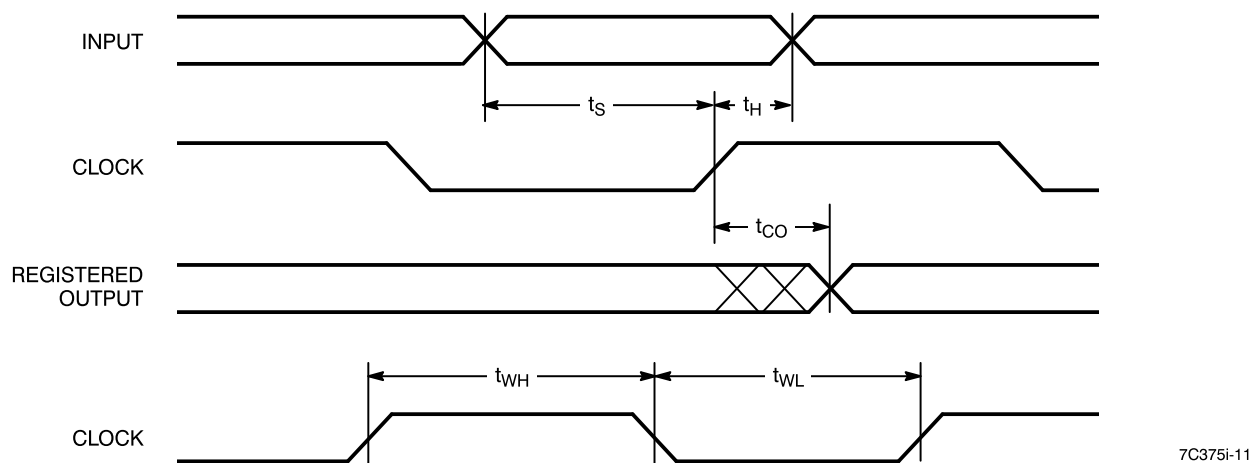 INPUT
tS
tH
CLOCK
tCO
REGISTERED
OUTPUT
tWH
tWL
CLOCK
7C375i-11